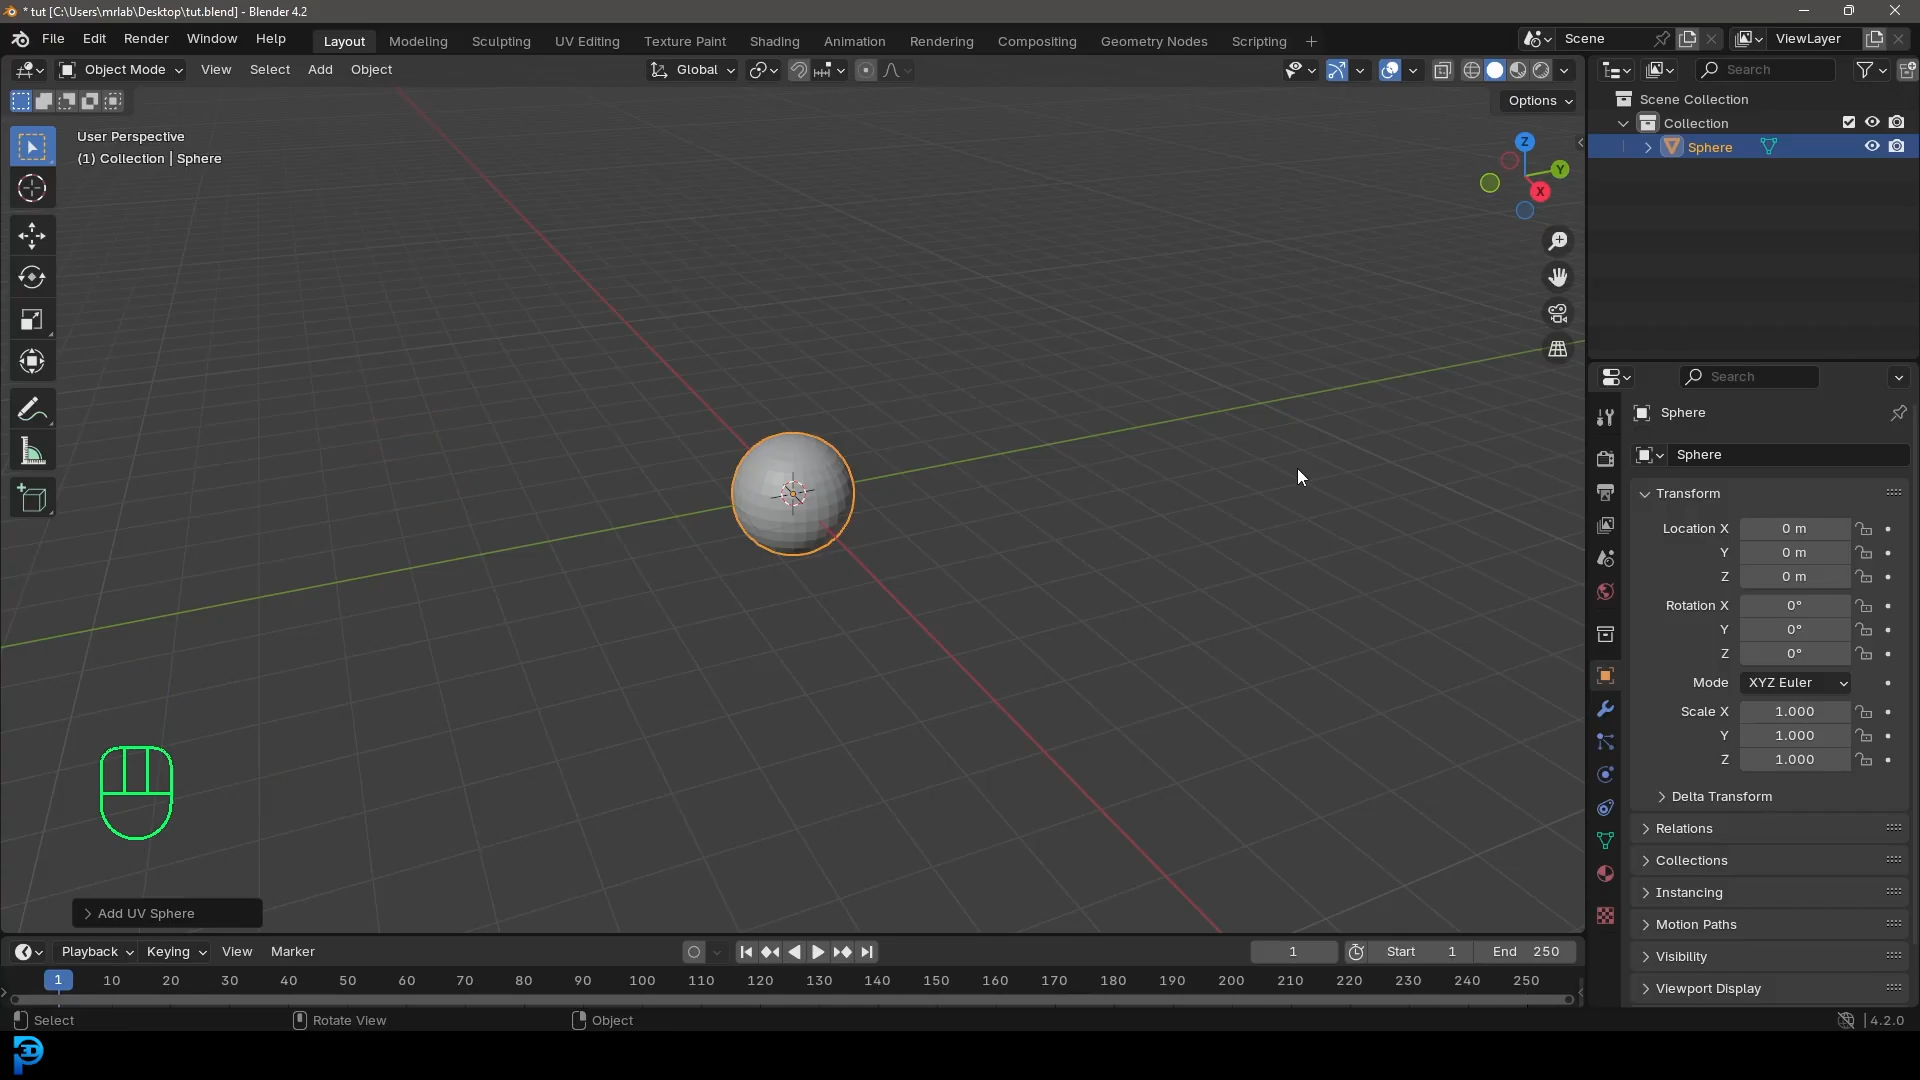 * tut [C:\Users\mrlab\Desktop\tut.blend] - Blender 4.2
File Edit Render Window Help Layout Modeling Sculpting UV Editing Texture Paint Shading Animation Rendering Compositing Geometry Nodes Scripting + Scene ViewLayer
Object Mode View Select Add Object Global Search
Options
User Perspective
(1) Collection | Sphere
Z
Y
X
Scene Collection
Collection
Sphere
Search
Sphere
Sphere
Transform
Location X 0 m
Y 0 m
Z 0 m
Rotation X 0°
Y 0°
Z 0°
Mode XYZ Euler
Scale X 1.000
Y 1.000
Z 1.000
Delta Transform
Relations
Collections
Instancing
Motion Paths
Visibility
Viewport Display
Add UV Sphere
Playback Keying View Marker 1 Start 1 End 250
1 10 20 30 40 50 60 70 80 90 100 110 120 130 140 150 160 170 180 190 200 210 220 230 240 250
Select Rotate View Object 4.2.0
3D